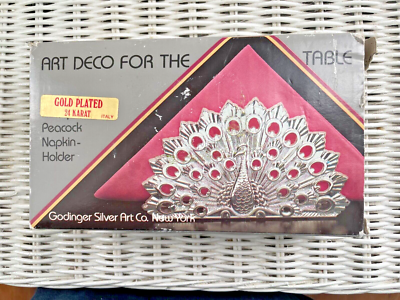 ART DECO FOR THE TABLE
GOLD PLATED
24 KARAT
ITALY
Peacock
Napkin-
Holder
Godinger Silver Art Co. New York